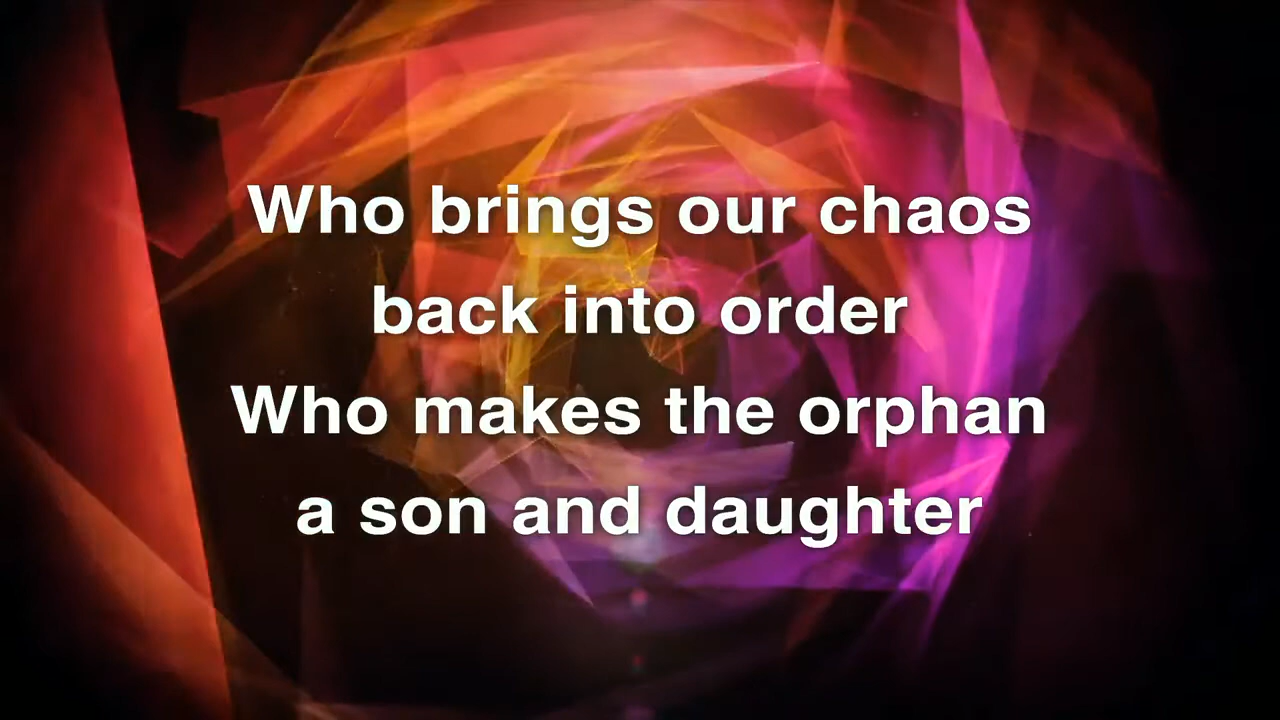 Who brings our chaos
back into order
Who makes the orphan
a son and daughter